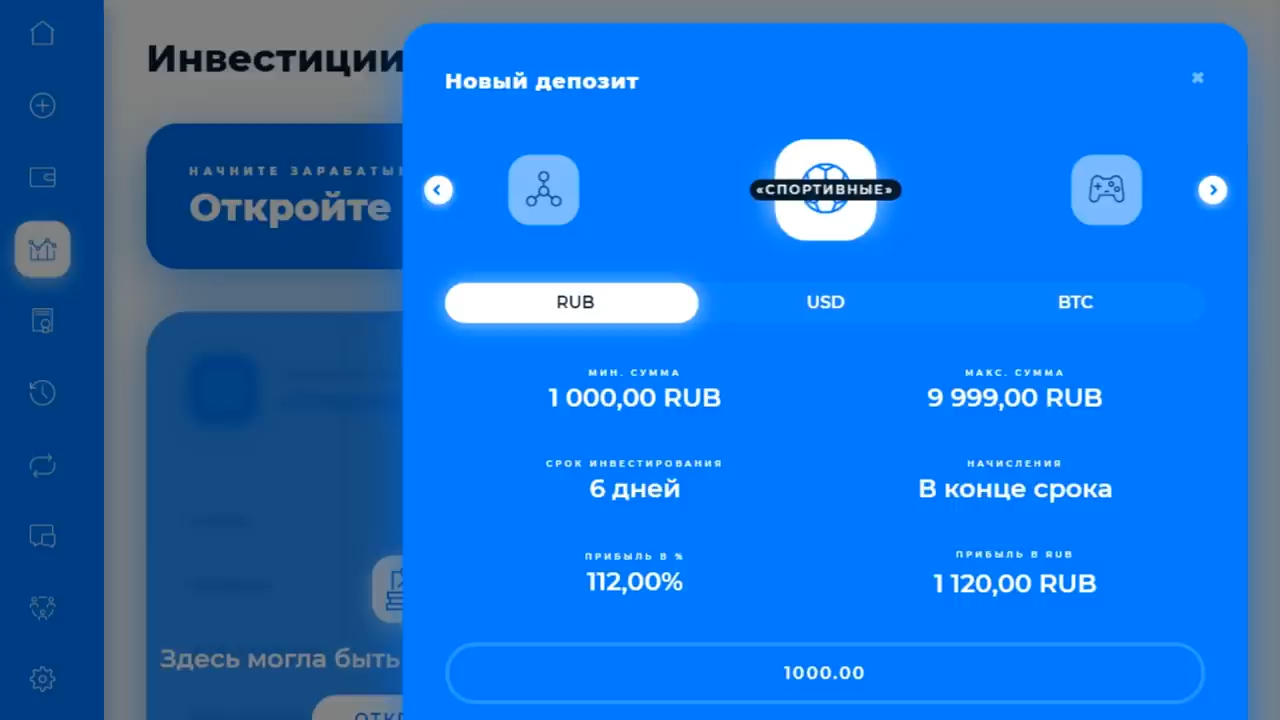 Инвестиции
Новый депозит
НАЧНИТЕ ЗАРАБАТЫ
Откройте
«СПОРТИВНЫЕ»
RUB
USD
BTC
МИН. СУММА
МАКС. СУММА
1 000,00 RUB
9 999,00 RUB
СРОК ИНВЕСТИРОВАНИЯ
НАЧИСЛЕНИЯ
6 дней
В конце срока
ПРИБЫЛЬ В %
ПРИБЫЛЬ В RUB
112,00%
1 120,00 RUB
Здесь могла быть
1000.00